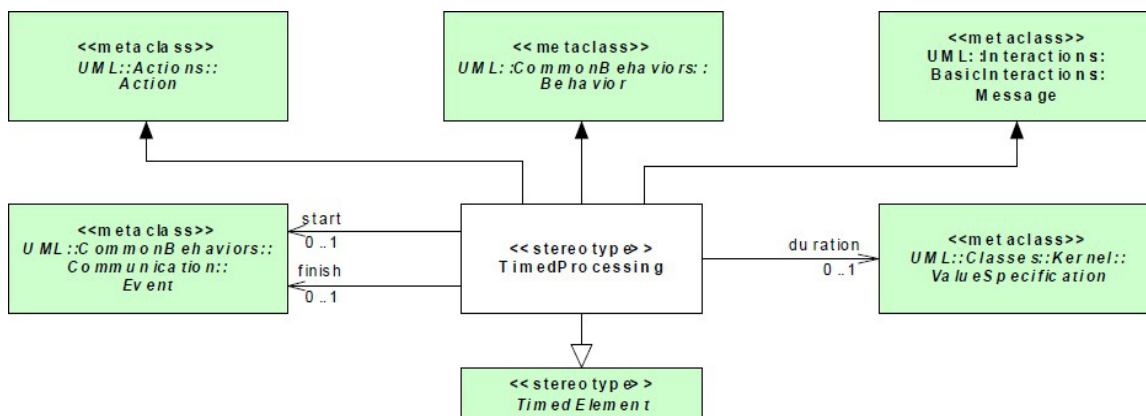 <<metaclass>>
UML::Actions::
Action
<<metaclass>>
UML::CommonBehaviors::
Behavior
<<metaclass>>
UML::Interactions:
BasicInteractions:
Message
<<metaclass>>
UML::CommonBehaviors::
Communication::
Event
start
0..1
finish
0..1
<<stereotype>>
TimedProcessing
duration
0..1
<<metaclass>>
UML::Classes::Kernel::
ValueSpecification
<<stereotype>>
TimedElement